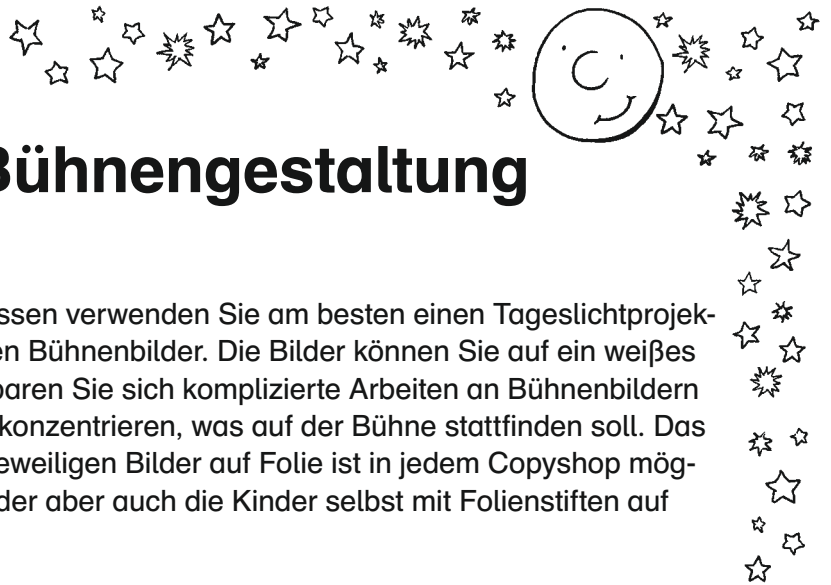 Bühnengestaltung
ssen verwenden Sie am besten einen Tageslichtprojek-
en Bühnenbilder. Die Bilder können Sie auf ein weißes
paren Sie sich komplizierte Arbeiten an Bühnenbildern
konzentrieren, was auf der Bühne stattfinden soll. Das
eweiligen Bilder auf Folie ist in jedem Copyshop mög-
der aber auch die Kinder selbst mit Folienstiften auf